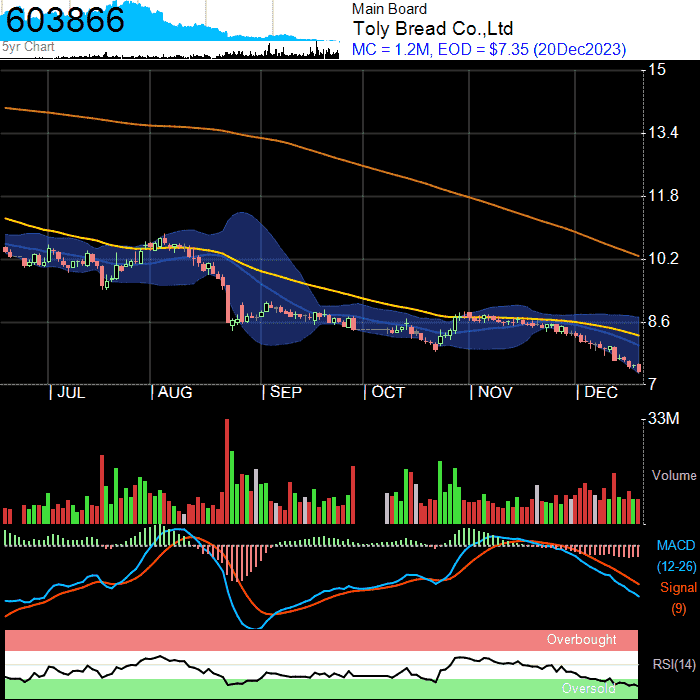 603866
5yr Chart
Main Board
Toly Bread Co.,Ltd
MC = 1.2M, EOD = $7.35 (20Dec2023)
15
13.4
11.8
10.2
8.6
7
JUL
AUG
SEP
OCT
NOV
DEC
33M
Volume
MACD
(12-26)
Signal
(9)
Overbought
RSI(14)
Oversold